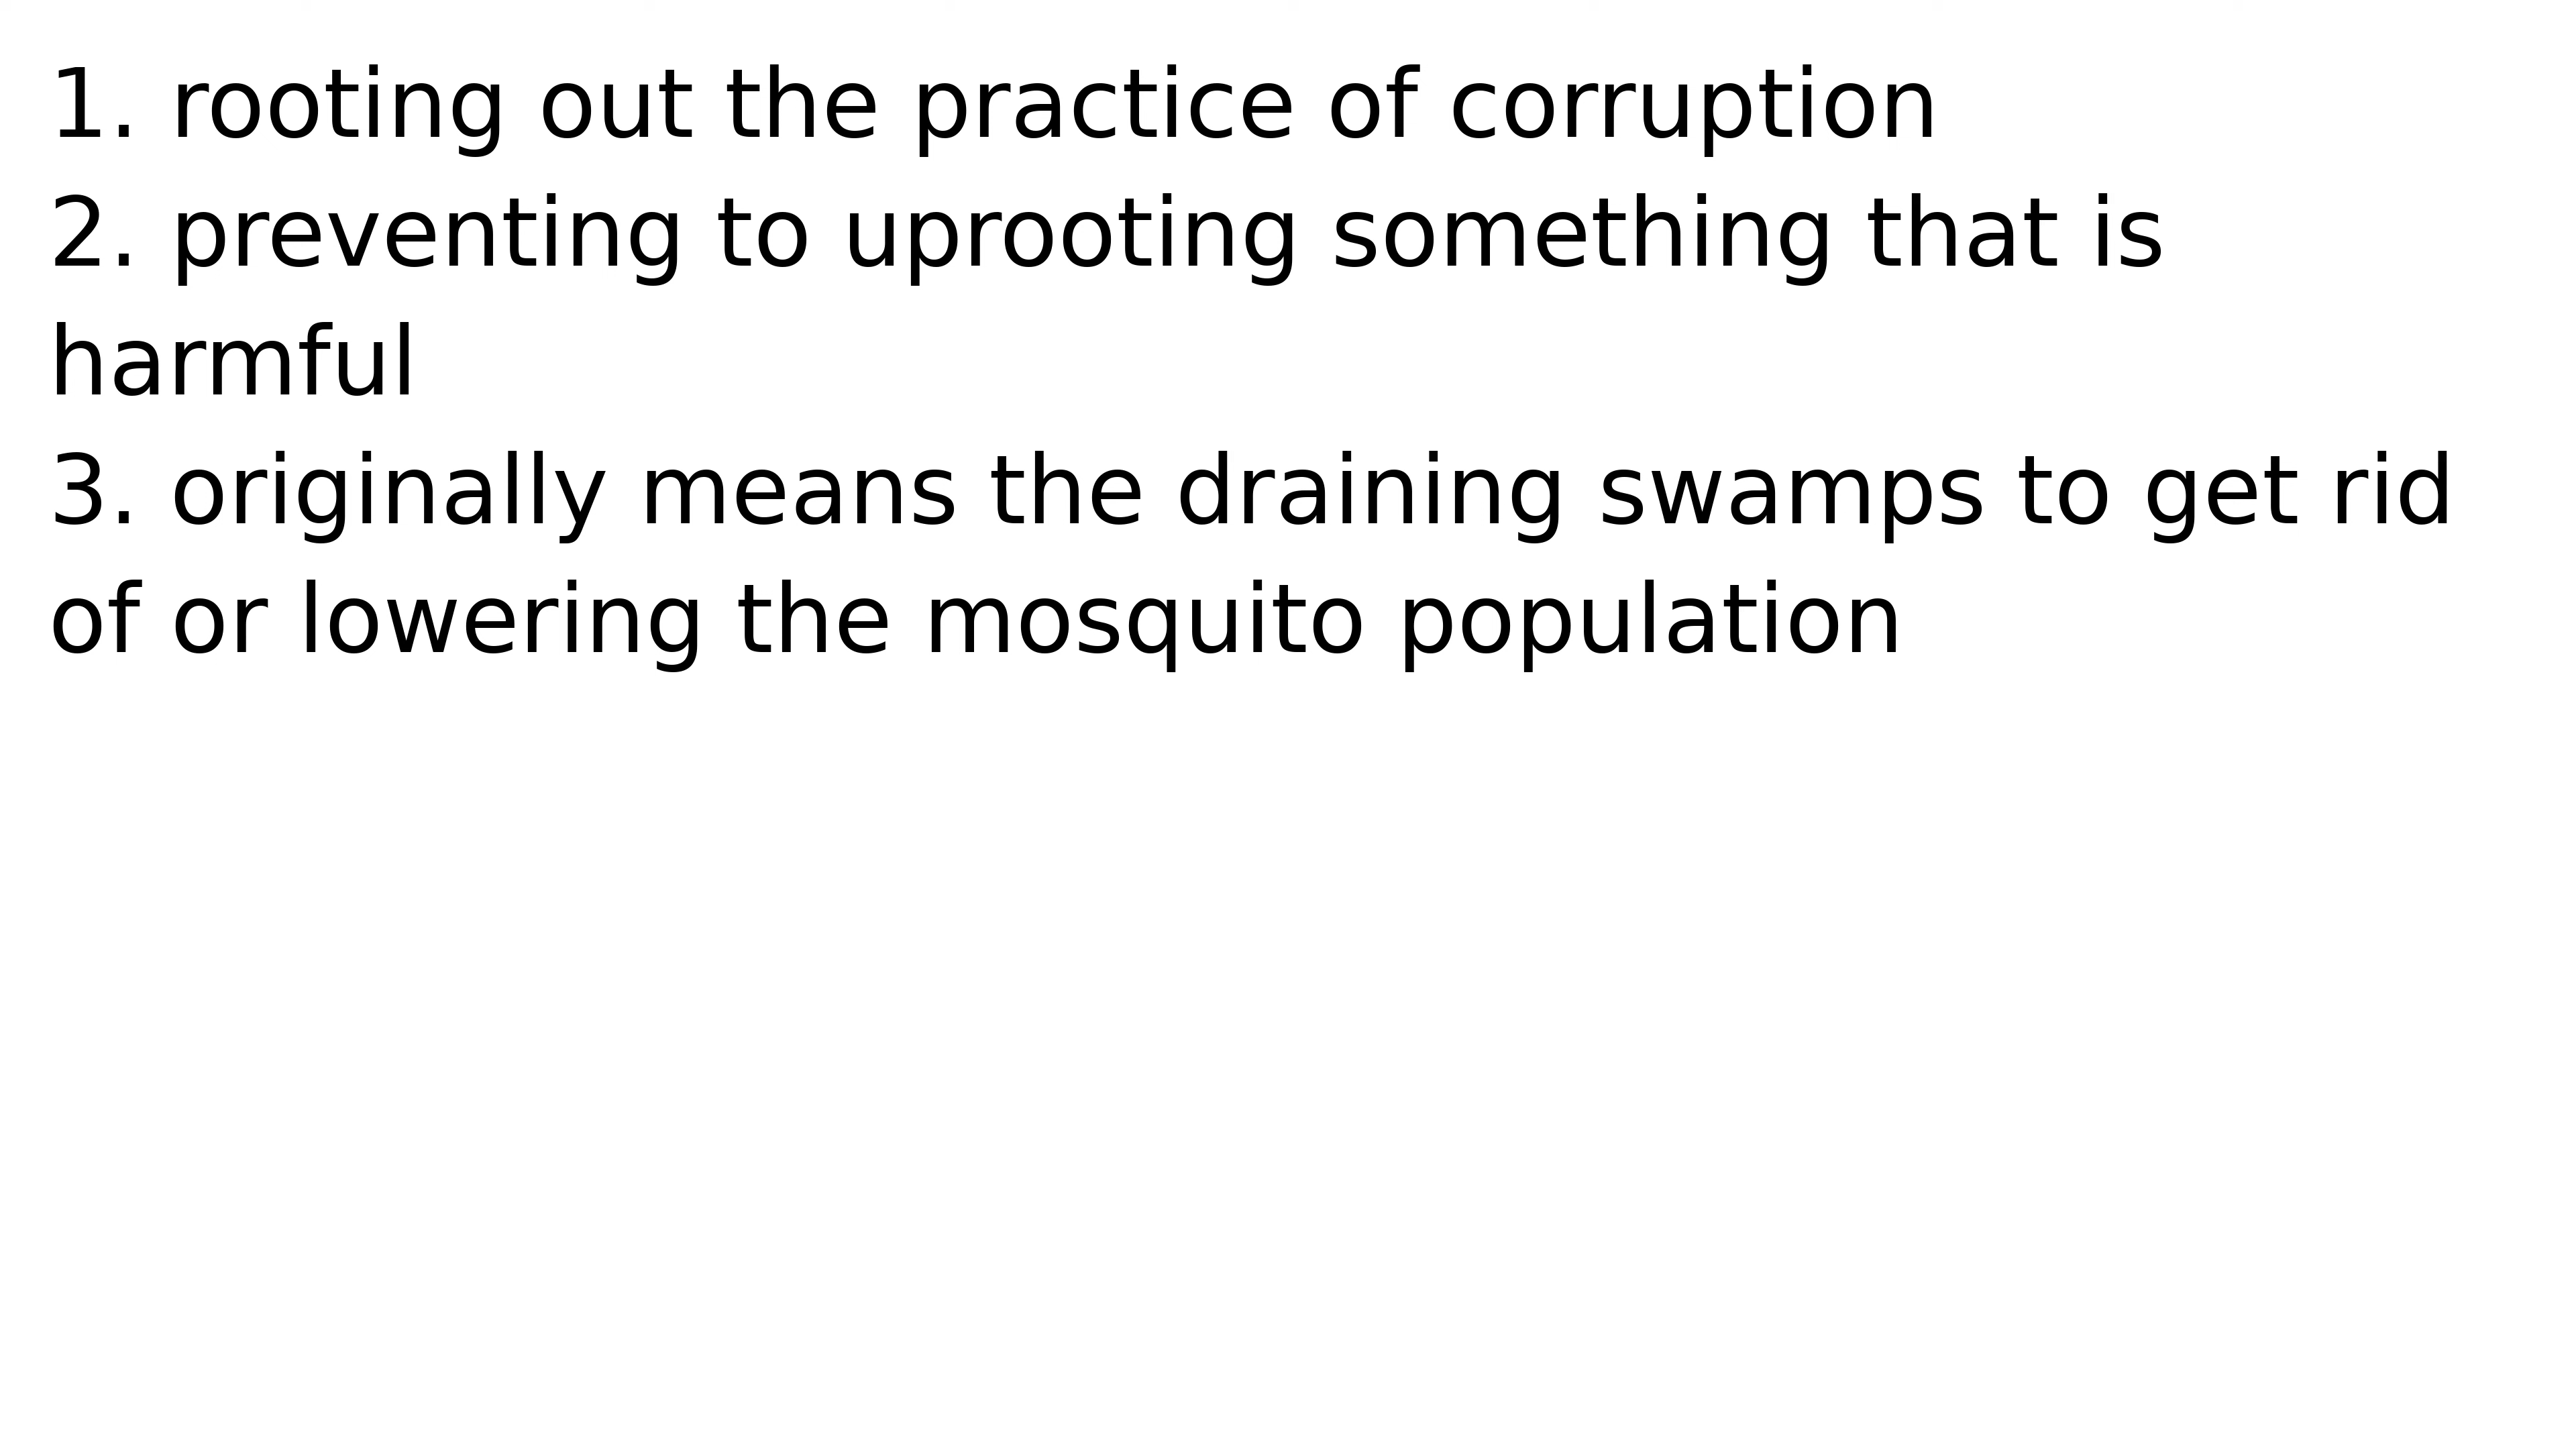 1. rooting out the practice of corruption
2. preventing to uprooting something that is
harmful
3. originally means the draining swamps to get rid
of or lowering the mosquito population